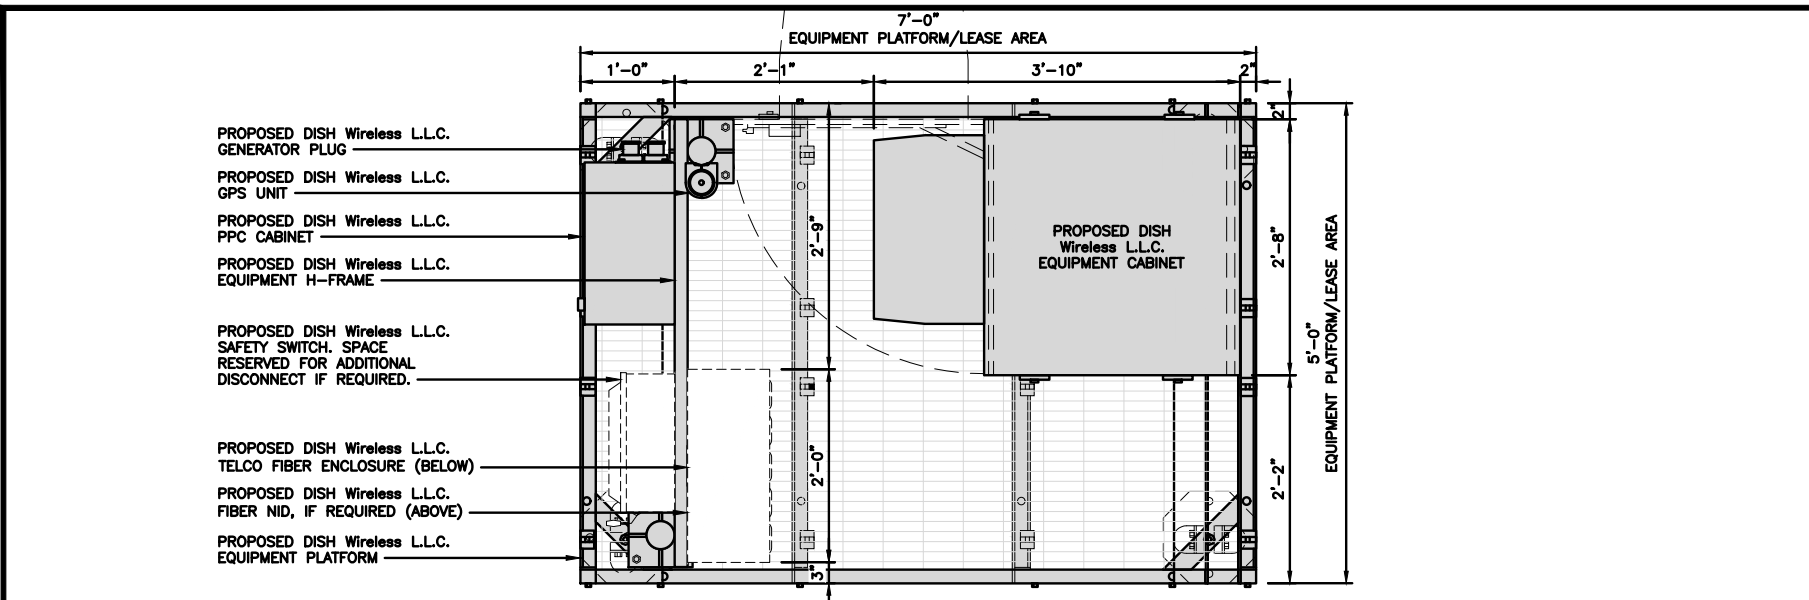 7'-0"
EQUIPMENT PLATFORM/LEASE AREA
1'-0"
2'-1"
3'-10"
2"
2"
PROPOSED DISH Wireless L.L.C.
GENERATOR PLUG
PROPOSED DISH Wireless L.L.C.
GPS UNIT
PROPOSED DISH Wireless L.L.C.
PPC CABINET
PROPOSED DISH Wireless L.L.C.
EQUIPMENT H-FRAME
PROPOSED DISH Wireless L.L.C.
SAFETY SWITCH. SPACE
RESERVED FOR ADDITIONAL
DISCONNECT IF REQUIRED.
PROPOSED DISH Wireless L.L.C.
TELCO FIBER ENCLOSURE (BELOW)
PROPOSED DISH Wireless L.L.C.
FIBER NID, IF REQUIRED (ABOVE)
PROPOSED DISH Wireless L.L.C.
EQUIPMENT PLATFORM
2'-9"
2'-0"
3"
PROPOSED DISH
Wireless L.L.C.
EQUIPMENT CABINET
2'-8"
2'-2"
5'-0"
EQUIPMENT PLATFORM/LEASE AREA